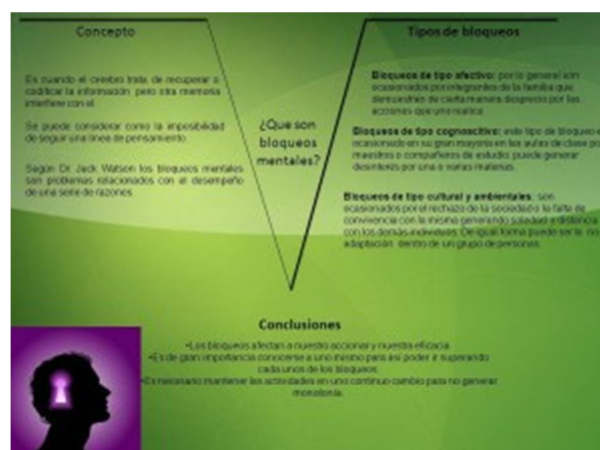 Concepto
Es cuando el cerebro trata de recuperar o
codificar la información pero otra memoria
interfiere con el
Se puede considerar como la imposibilidad
de seguir una línea de pensamiento.
Según Dr. Jack Watson los bloqueos mentales
son problemas relacionados con el desempeño
de una serie de razones.
¿Que son
bloqueos
mentales?
Tipos de bloqueos
Bloqueos de tipo afectivo: por lo general son
ocasionados por integrantes de la familia que
demuestran de cierta manera desprecio por las
acciones que uno realiza.
Bloqueos de tipo cognoscitivo: este tipo de bloqueo e
ocasionado en su gran mayoría en las aulas de clase po
maestros o compañeros de estudio, puede generar
desinterés por una o varias materias.
Bloqueos de tipo cultural y ambientales: son
ocasionados por el rechazo de la sociedad o la falta de
convivencia con la misma generando soledad y distancia
con los demás individuos. De igual forma puede ser la no
adaptación dentro de un grupo de personas.
Conclusiones
•Los bloqueos afectan a nuestro accionar y nuestra eficacia
•Es de gran importancia conocerse a uno mismo para así poder ir superando
cada unos de los bloqueos
•Es necesario mantener las actividades en uno continuo cambio para no generar
monotonía.